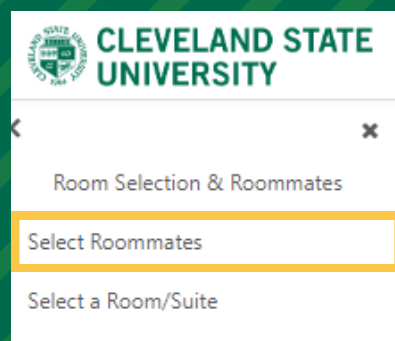 CLEVELAND STATE
UNIVERSITY
Room Selection & Roommates
Select Roommates
Select a Room/Suite